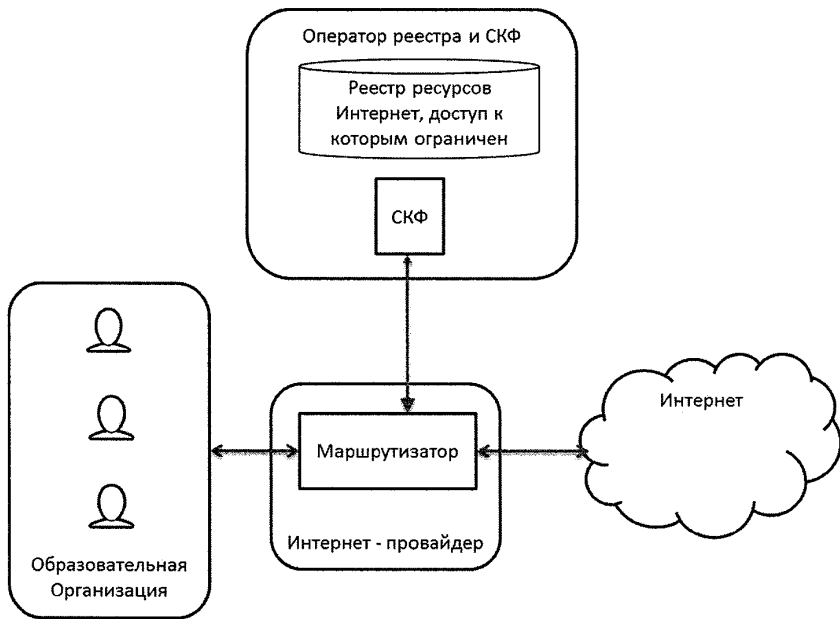 Оператор реестра и СКФ
Реестр ресурсов
Интернет, доступ к
которым ограничен
СКФ
Интернет
Маршрутизатор
Интернет - провайдер
Образовательная
Организация